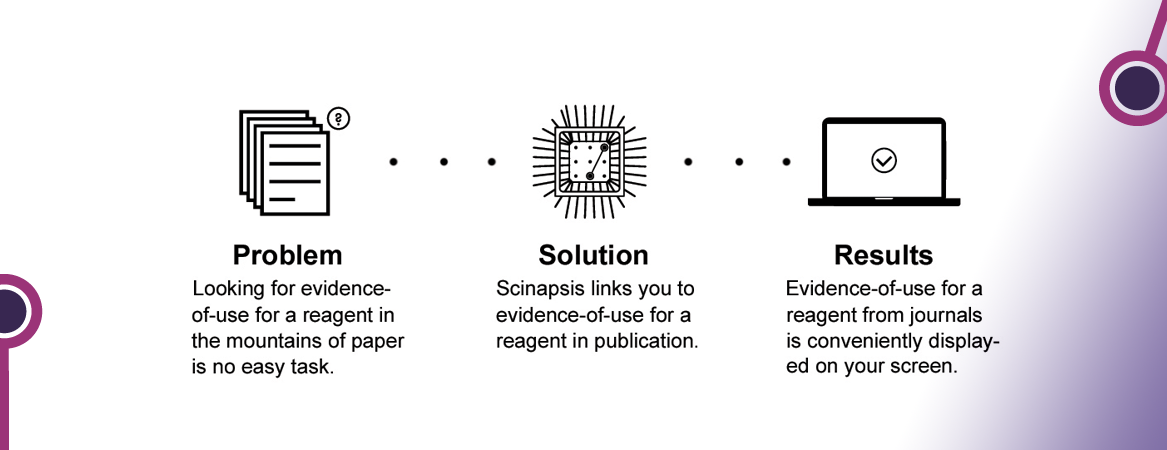 ?
Problem
Looking for evidence-
of-use for a reagent in
the mountains of paper
is no easy task.
Solution
Scinapsis links you to
evidence-of-use for a
reagent in publication.
Results
Evidence-of-use for a
reagent from journals
is conveniently display-
ed on your screen.